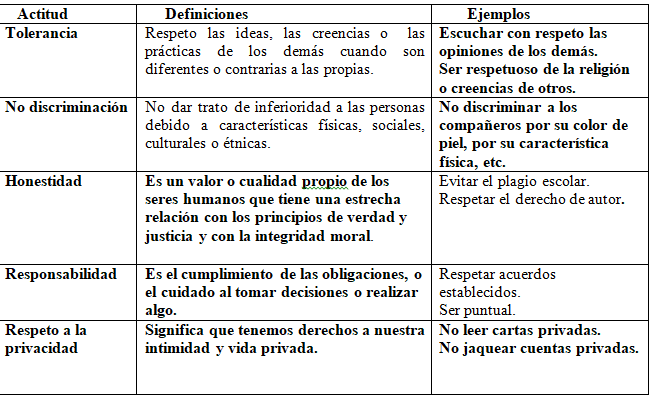 Actitud Definiciones Ejemplos
Tolerancia
Respeto las ideas, las creencias o las
prácticas de los demás cuando son
diferentes o contrarias a las propias.
Escuchar con respeto las
opiniones de los demás.
Ser respetuoso de la religión
o creencias de otros.
No discriminación
No dar trato de inferioridad a las personas
debido a características físicas, sociales,
culturales o étnicas.
No discriminar a los
compañeros por su color de
piel, por su característica
física, etc.
Honestidad
Es un valor o cualidad propio de los
seres humanos que tiene una estrecha
relación con los principios de verdad y
justicia y con la integridad moral.
Evitar el plagio escolar.
Respetar el derecho de autor.
Responsabilidad
Es el cumplimiento de las obligaciones, o
el cuidado al tomar decisiones o realizar
algo.
Respetar acuerdos
establecidos.
Ser puntual.
Respeto a la
privacidad
Significa que tenemos derechos a nuestra
intimidad y vida privada.
No leer cartas privadas.
No jaquear cuentas privadas.